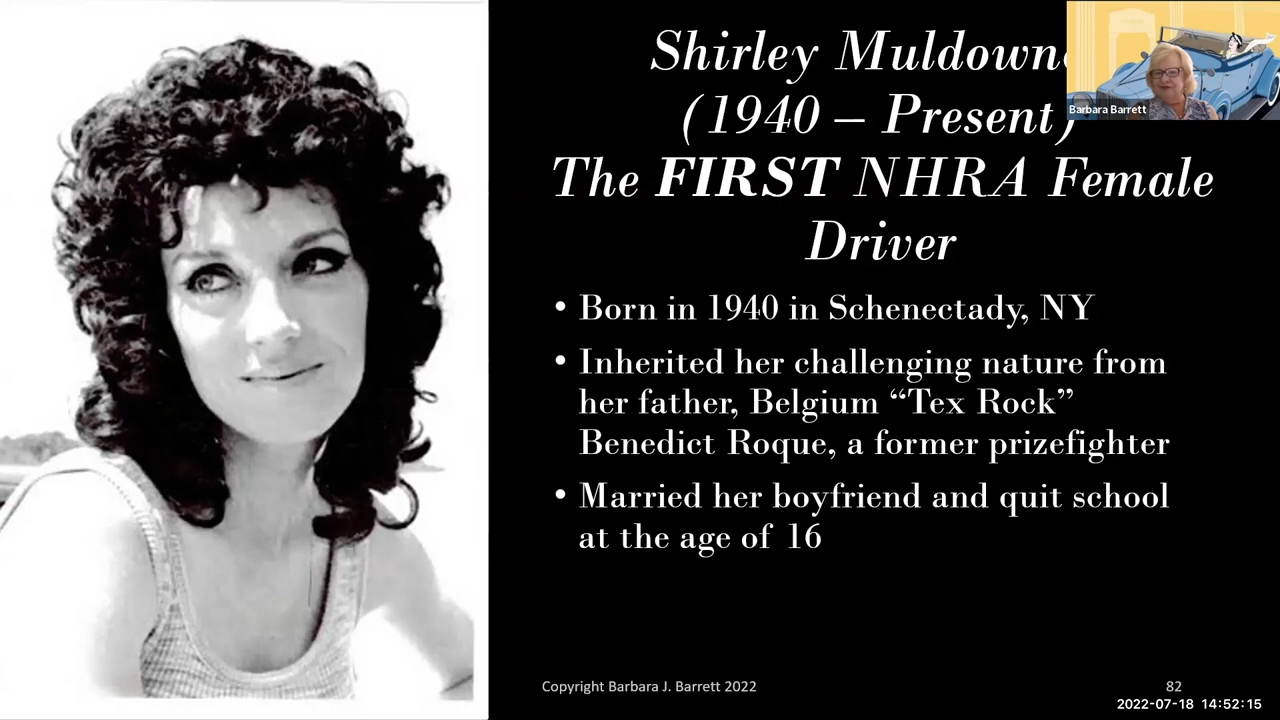 Shirley Muldown
(1940 – Present)
The FIRST NHRA Female
Driver
Barbara Barrett
• Born in 1940 in Schenectady, NY
• Inherited her challenging nature from
her father, Belgium “Tex Rock”
Benedict Roque, a former prizefighter
• Married her boyfriend and quit school
at the age of 16
Copyright Barbara J. Barrett 2022
82
2022-07-18 14:52:15